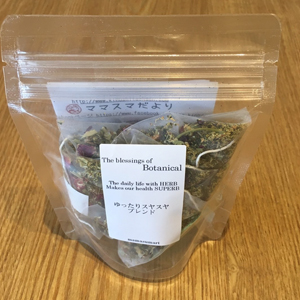 ママスマだより
The blessings of
Botanical
The daily life with HERB
Makes our health SUPERB
ゆったりスヤスヤ
ブレンド